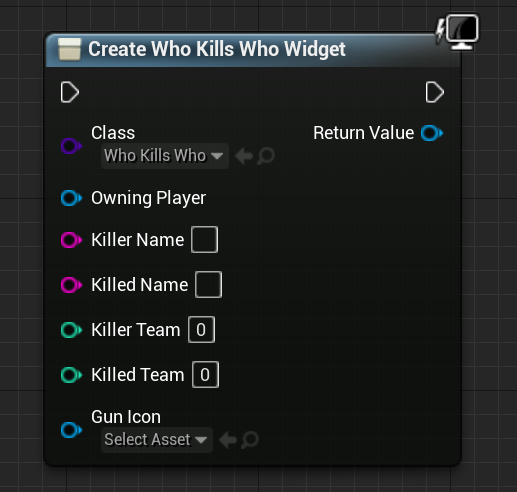 Create Who Kills Who Widget
Class
Return Value
Who Kills Who
Owning Player
Killer Name
Killed Name
Killer Team 0
Killed Team 0
Gun Icon
Select Asset